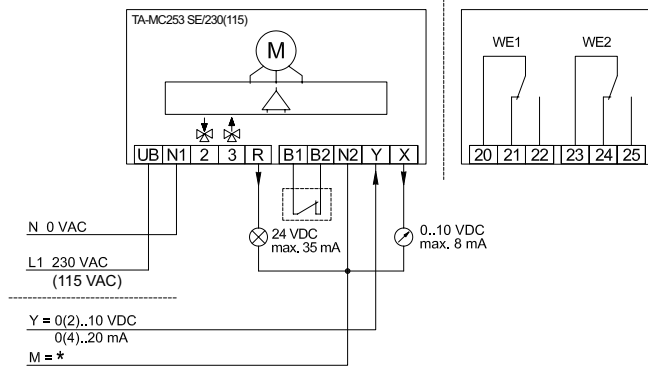 TA-MC253 SE/230(115)
M
UB N1 2 3 R B1 B2 N2 Y X
WE1 WE2
20 21 22 23 24 25
24 VDC
max. 35 mA
0..10 VDC
max. 8 mA
N 0 VAC
L1 230 VAC
(115 VAC)
Y = 0(2)..10 VDC
0(4)..20 mA
M = *